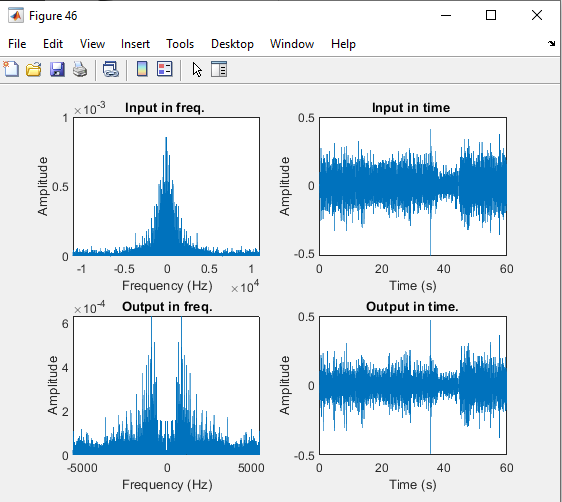 Figure 46
File Edit View Insert Tools Desktop Window Help
Input in freq.
×10-3
1
0.5
0
Amplitude
-1 -0.5 0 0.5 1
Frequency (Hz)
×104
Input in time
0.5
0
-0.5
Amplitude
0 20 40 60
Time (s)
Output in freq.
×10-4
6
4
2
0
Amplitude
-5000 0 5000
Frequency (Hz)
Output in time.
0.5
0
-0.5
Amplitude
0 20 40 60
Time (s)